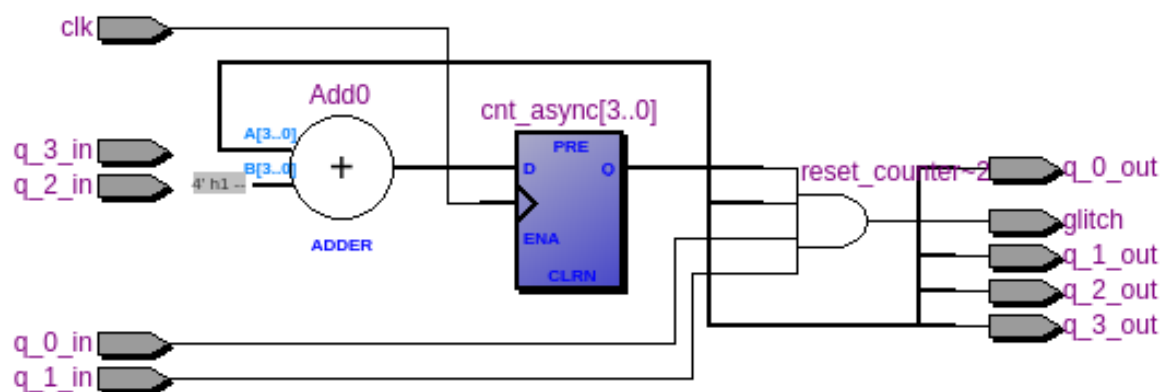 clk
Add0
cnt_async[3..0]
q_3_in
A[3..0]
PRE
q_2_in
4' h1 --
B[3..0]
+
D
O
reset_counter~2
q_0_out
ENA
glitch
ADDER
CLRN
q_1_out
q_2_out
q_3_out
q_0_in
q_1_in